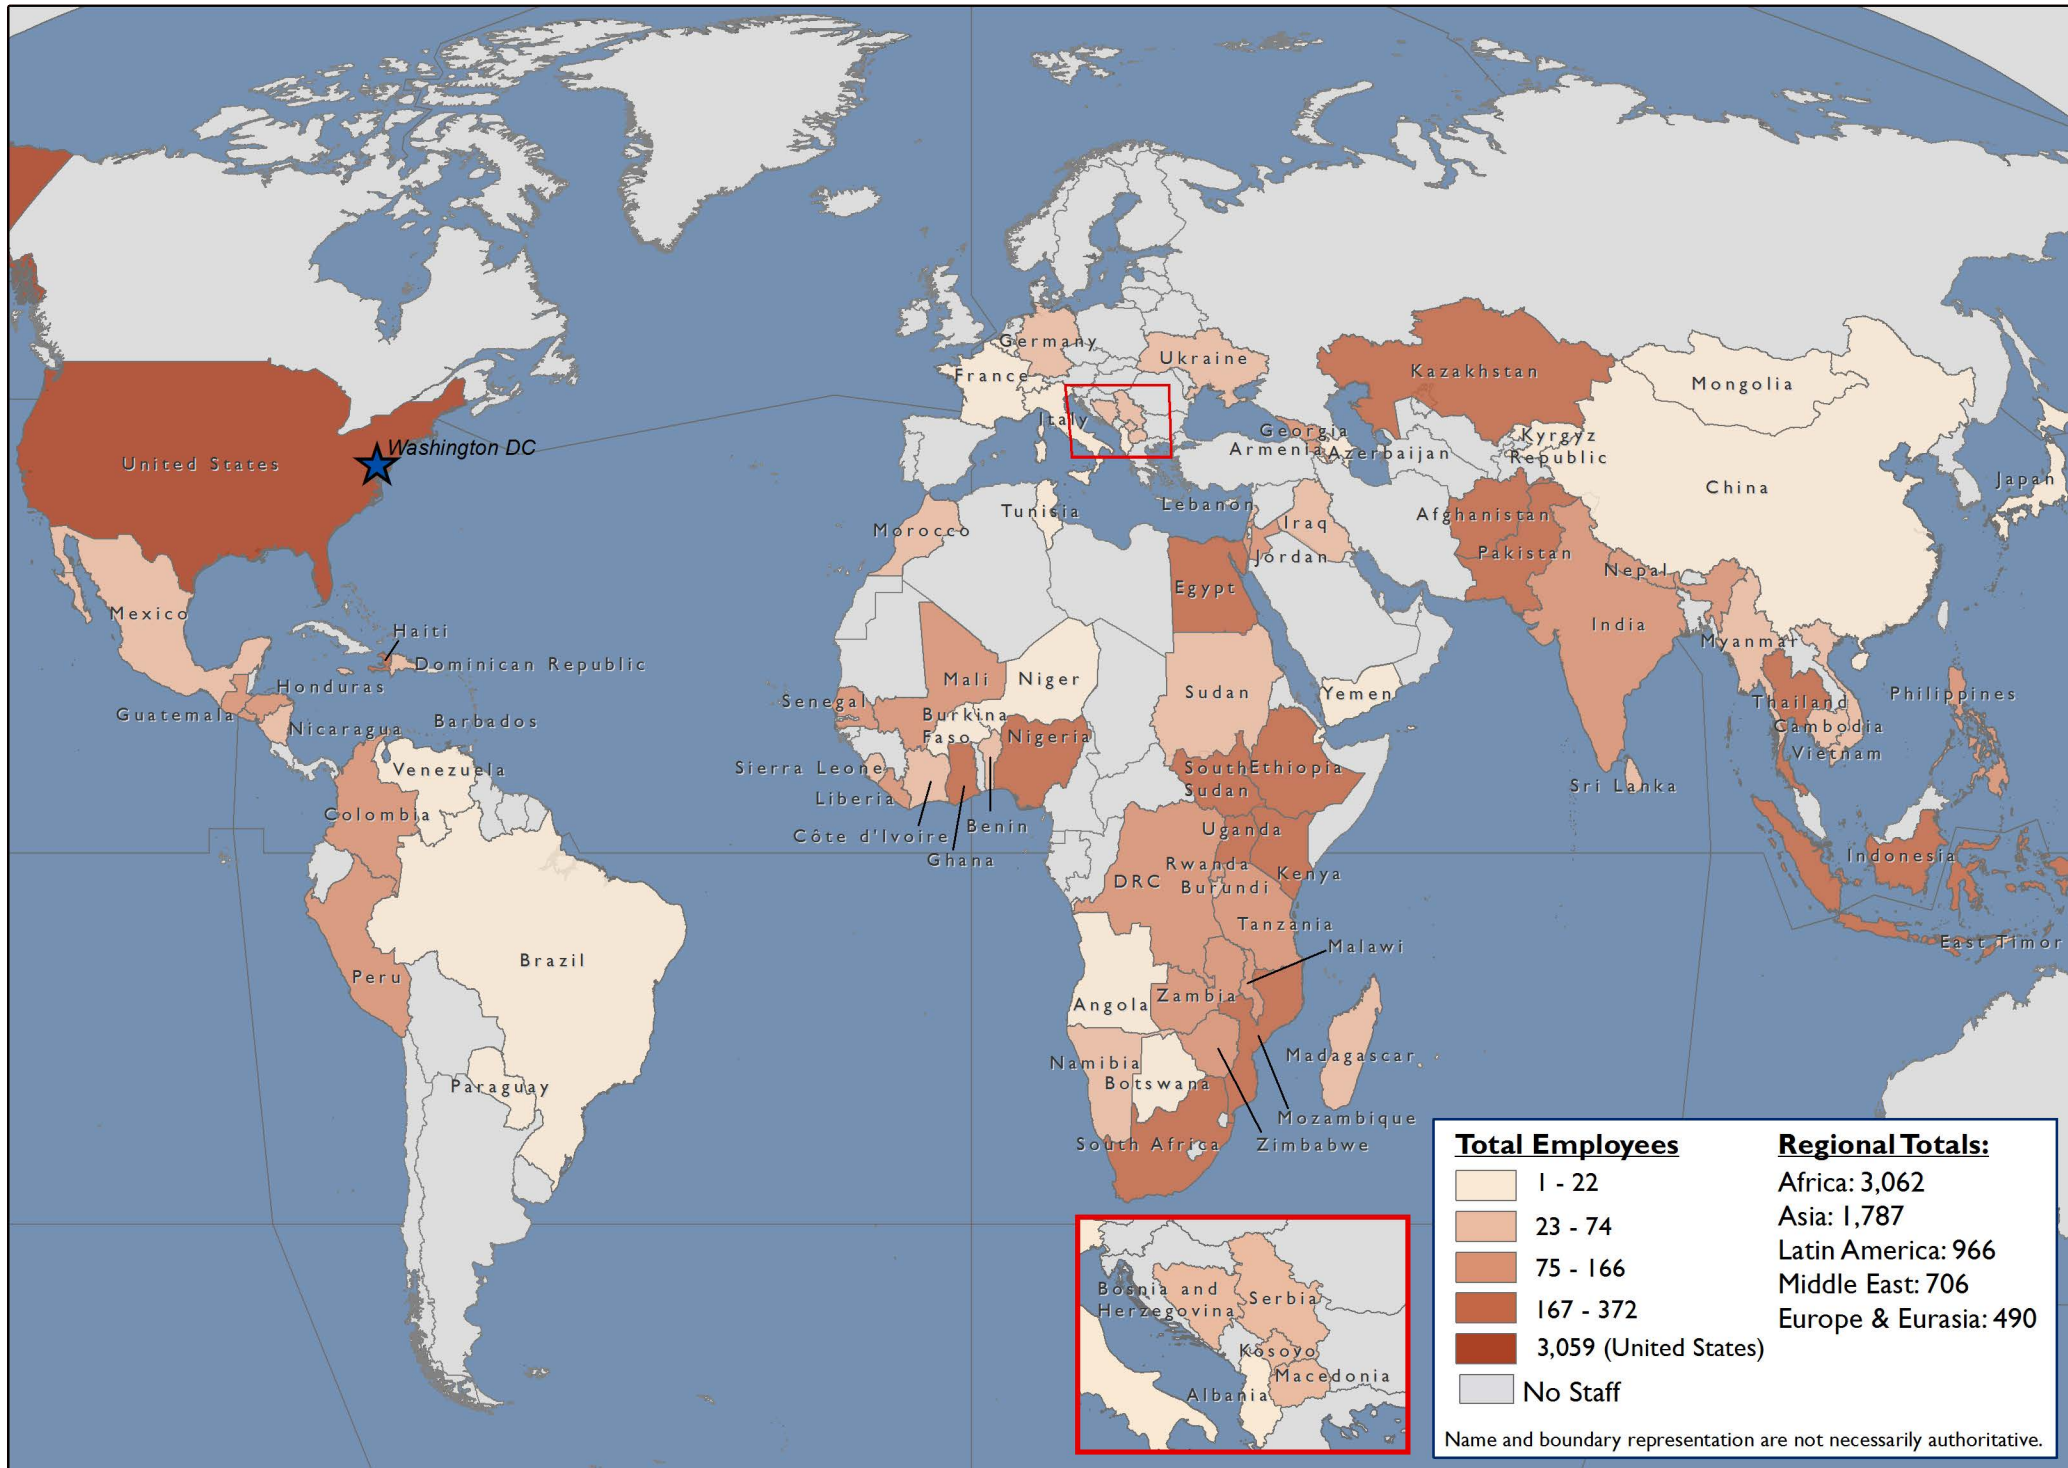 Washington DC
United States
Mexico
Haiti
Dominican Republic
Honduras
Guatemala
Nicaragua
Barbados
Venezuela
Colombia
Peru
Brazil
Paraguay
Germany
Ukraine
France
Italy
Kazakhstan
Mongolia
Georgia
Armenia
Azerbaijan
Kyrgyz
Republic
China
Japan
Lebanon
Iraq
Jordan
Afghanistan
Pakistan
Nepal
India
Myanmar
Thailand
Cambodia
Vietnam
Philippines
Sri Lanka
Indonesia
East Timor
Morocco
Tunisia
Egypt
Yemen
Mali
Niger
Sudan
Senegal
Burkina
Faso
Nigeria
Sierra Leone
Liberia
Côte d'Ivoire
Ghana
Benin
South
Sudan
Ethiopia
Uganda
Rwanda
Burundi
Kenya
DRC
Tanzania
Malawi
Angola
Zambia
Namibia
Botswana
Madagascar
Mozambique
Zimbabwe
South Africa
Bosnia and
Herzegovina
Serbia
Kosovo
Macedonia
Albania
Total Employees
1 - 22
23 - 74
75 - 166
167 - 372
3,059 (United States)
No Staff
Regional Totals:
Africa: 3,062
Asia: 1,787
Latin America: 966
Middle East: 706
Europe & Eurasia: 490
Name and boundary representation are not necessarily authoritative.